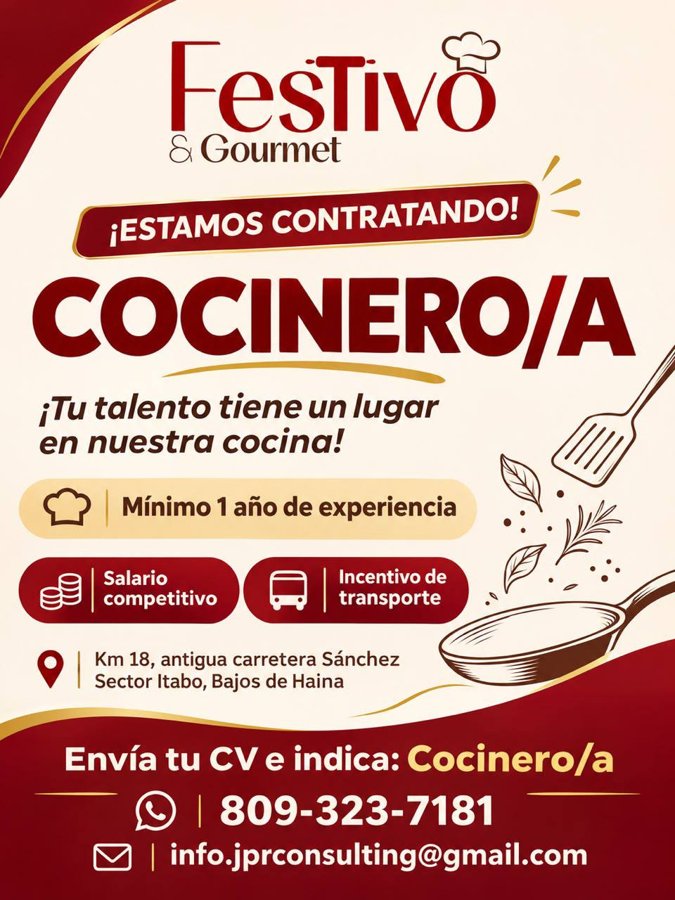 Festivo
& Gourmet
¡ESTAMOS CONTRATANDO!
COCINERO/A
¡Tu talento tiene un lugar
en nuestra cocina!
Mínimo 1 año de experiencia
Salario
competitivo
Incentivo de
transporte
Km 18, antigua carretera Sánchez
Sector Itabo, Bajos de Haina
Envía tu CV e indica: Cocinero/a
809-323-7181
info.jprconsulting@gmail.com